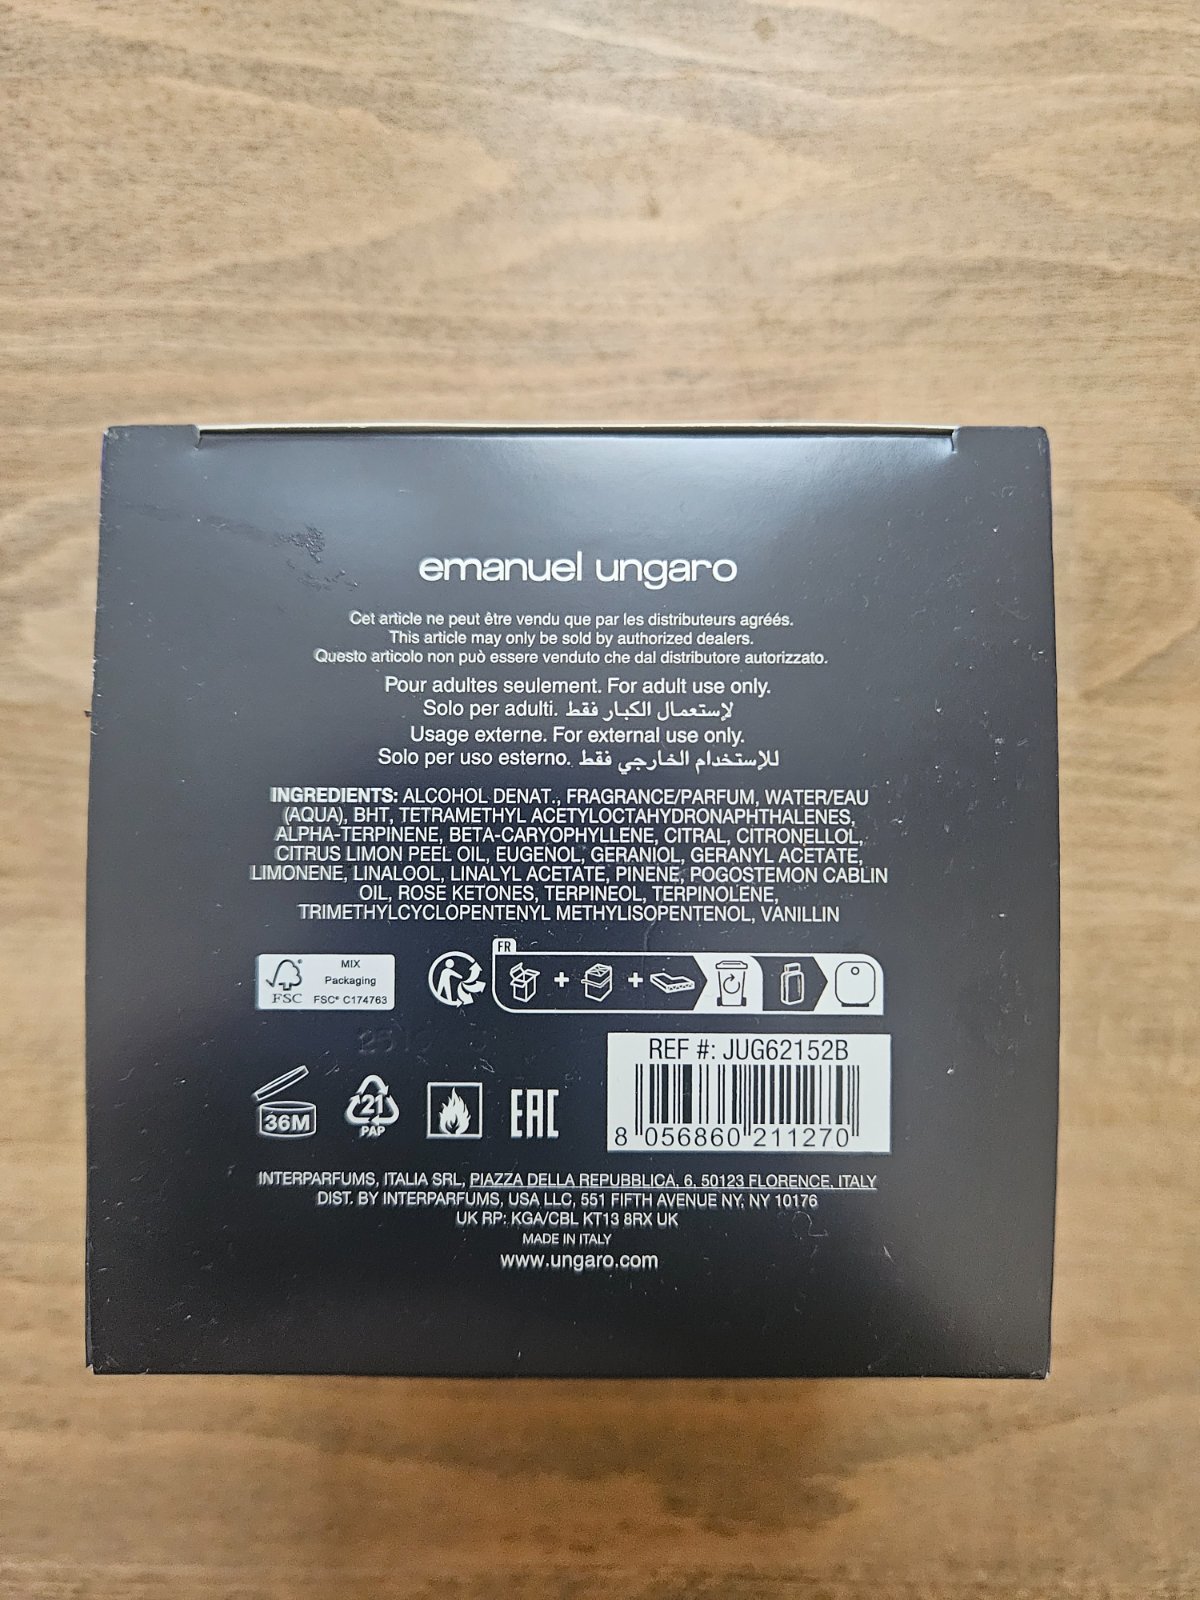 emanuel ungaro
Cet article ne peut être vendu que par les distributeurs agréés.
This article may only be sold by authorized dealers.
Questo articolo non può essere venduto che dal distributore autorizzato.
Pour adultes seulement. For adult use only.
Solo per adulti. لإستعمال الكبار فقط
Usage externe. For external use only.
Solo per uso esterno. للإستخدام الخارجي فقط
INGREDIENTS: ALCOHOL DENAT., FRAGRANCE/PARFUM, WATER/EAU
(AQUA), BHT, TETRAMETHYL ACETYLOCTAHYDRONAPHTHALENES,
ALPHA-TERPINENE, BETA-CARYOPHYLLENE, CITRAL, CITRONELLOL,
CITRUS LIMON PEEL OIL, EUGENOL, GERANIOL, GERANYL ACETATE,
LIMONENE, LINALOOL, LINALYL ACETATE, PINENE, POGOSTEMON CABLIN
OIL, ROSE KETONES, TERPINEOL, TERPINOLENE,
TRIMETHYLCYCLOPENTENYL METHYLISOPENTENOL, VANILLIN
FSC
MIX
Packaging
FSC® C174763
FR
+ +
REF #: JUG62152B
8 056860 211270
36M
21
PAP
EAC
INTERPARFUMS, ITALIA SRL, PIAZZA DELLA REPUBBLICA, 6, 50123 FLORENCE, ITALY
DIST. BY INTERPARFUMS, USA LLC, 551 FIFTH AVENUE NY, NY 10176
UK RP: KGA/CBL KT13 8RX UK
MADE IN ITALY
www.ungaro.com